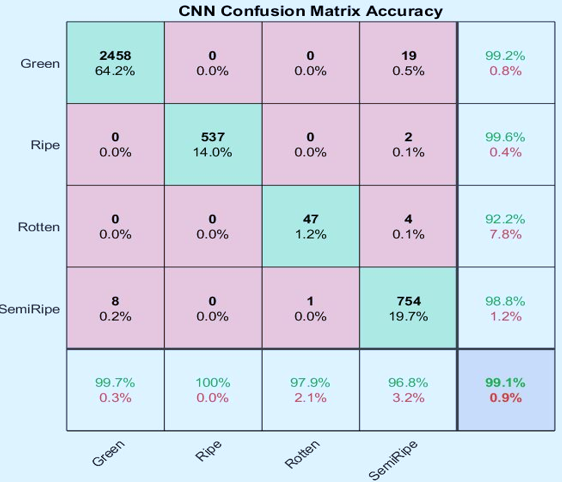 CNN Confusion Matrix Accuracy
Green 2458 0 0 19 99.2%
64.2% 0.0% 0.0% 0.5% 0.8%
Ripe 0 537 0 2 99.6%
0.0% 14.0% 0.0% 0.1% 0.4%
Rotten 0 0 47 4 92.2%
0.0% 0.0% 1.2% 0.1% 7.8%
SemiRipe 8 0 1 754 98.8%
0.2% 0.0% 0.0% 19.7% 1.2%
99.7% 100% 97.9% 96.8% 99.1%
0.3% 0.0% 2.1% 3.2% 0.9%
Green Ripe Rotten SemiRipe